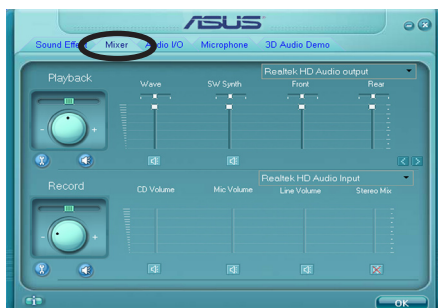 ASUS
Sound Effect Mixer Audio I/O Microphone 3D Audio Demo
Realtek HD Audio output
Playback
Wave SW Synth Front Rear
- +
Realtek HD Audio Input
Record
CD Volume Mic Volume Line Volume Stereo Mix
- +
OK